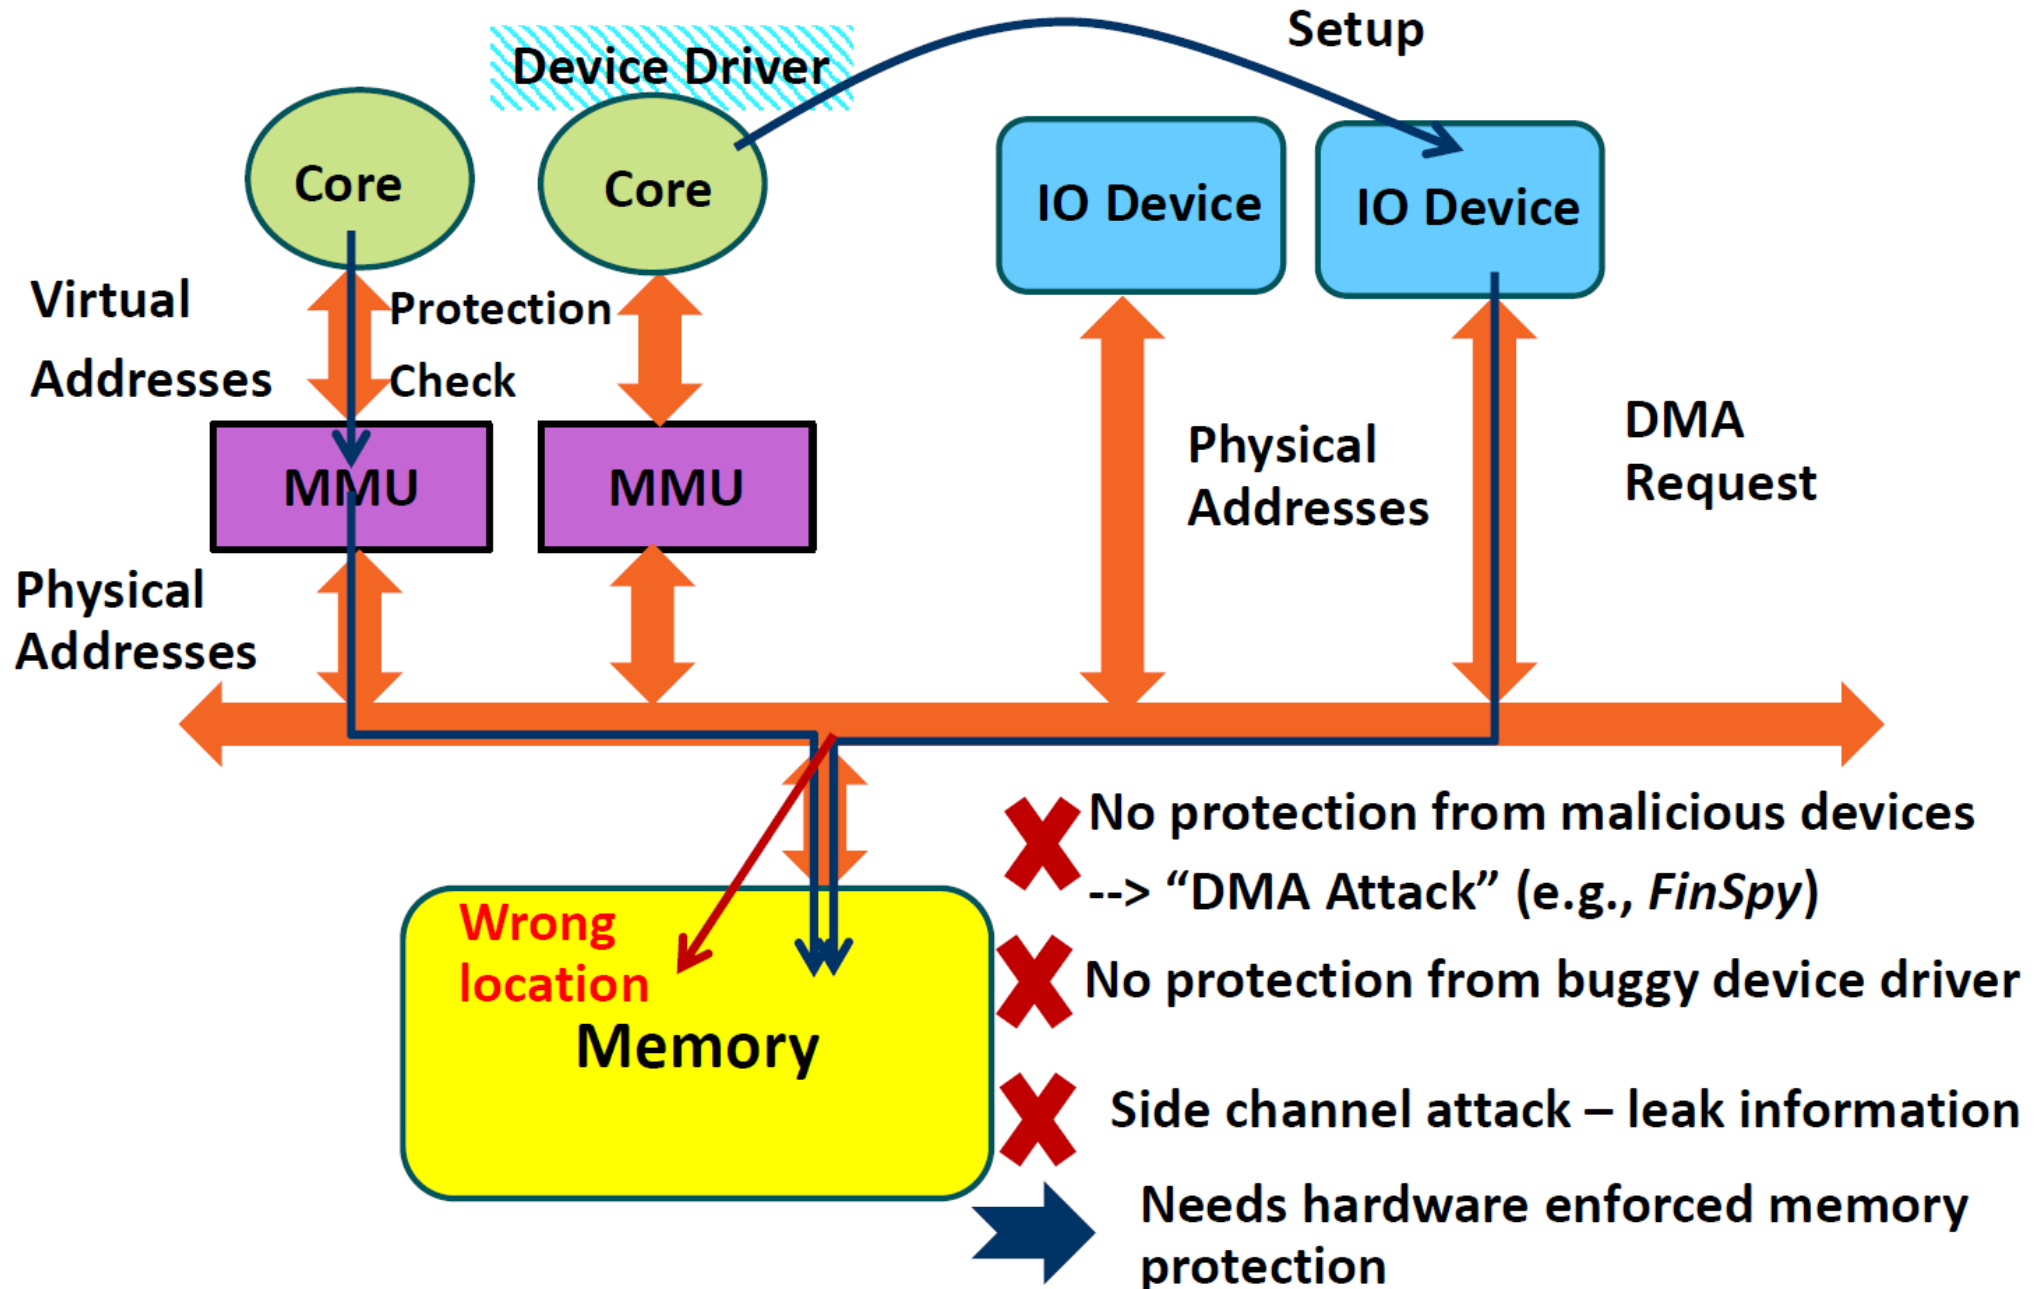 Setup
Device Driver
Core
Core
IO Device
IO Device
Virtual
Addresses
Protection
Check
MMU
MMU
Physical
Addresses
Physical
Addresses
DMA
Request
Wrong
location
Memory
No protection from malicious devices
--> “DMA Attack” (e.g., FinSpy)
No protection from buggy device driver
Side channel attack – leak information
Needs hardware enforced memory
protection